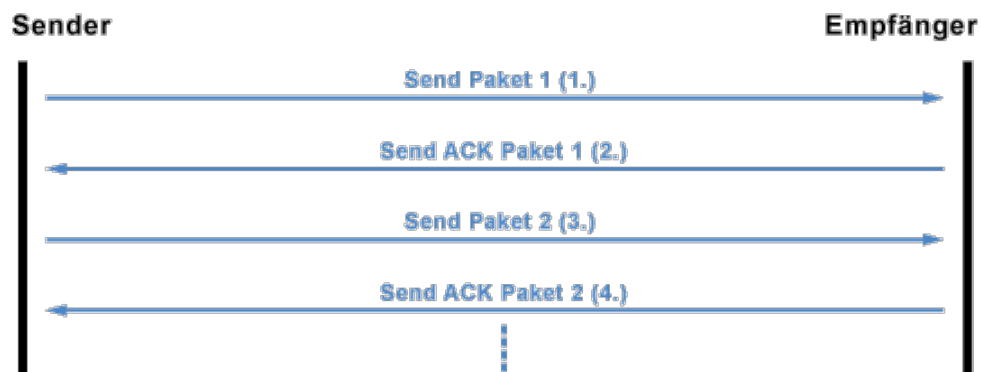 Sender
Empfänger
Send Paket 1 (1.)
Send ACK Paket 1 (2.)
Send Paket 2 (3.)
Send ACK Paket 2 (4.)